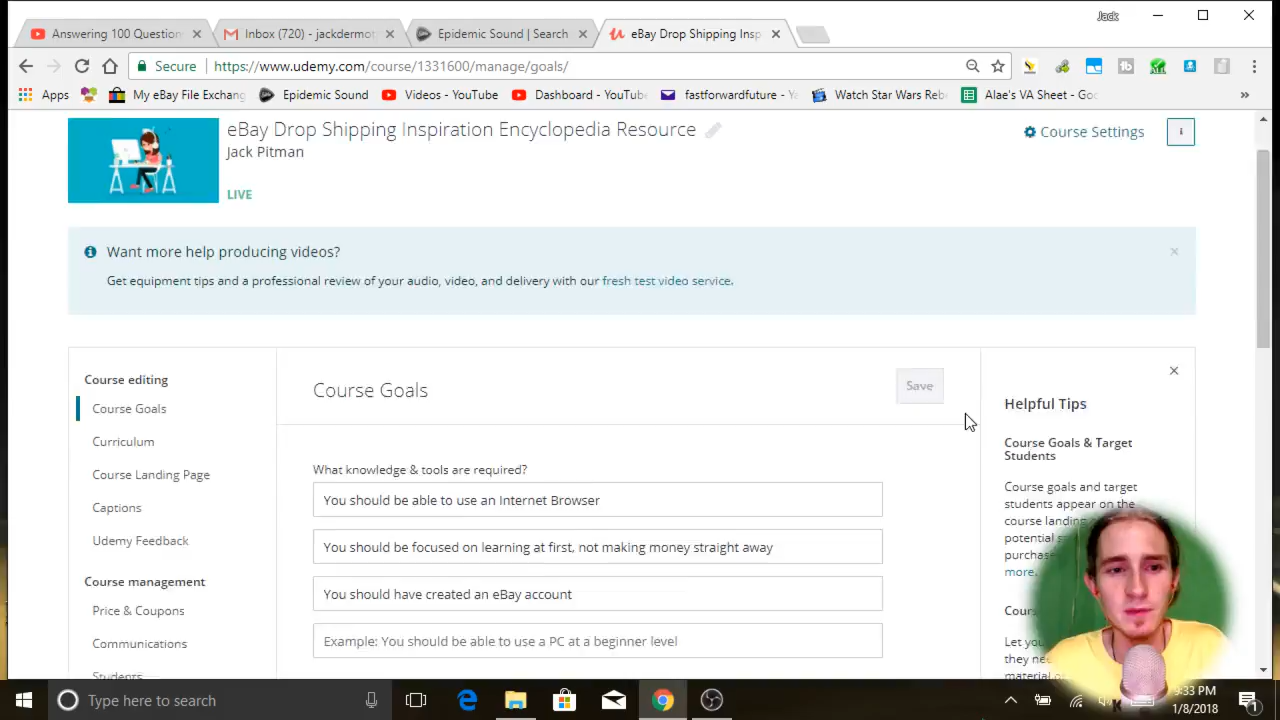 Jack
Answering 100 Question
Inbox (720) - jackdermot
Epidemic Sound | Search
eBay Drop Shipping Insp
Secure
https://www.udemy.com/course/1331600/manage/goals/
Apps
My eBay File Exchang
Epidemic Sound
Videos - YouTube
Dashboard - YouTube
fastforwardfuture - Y
Watch Star Wars Reb
Alae's VA Sheet - Goo
»
eBay Drop Shipping Inspiration Encyclopedia Resource
Jack Pitman
LIVE
Course Settings
Want more help producing videos?
Get equipment tips and a professional review of your audio, video, and delivery with our fresh test video service.
Course editing
Course Goals
Curriculum
Course Landing Page
Captions
Udemy Feedback
Course management
Price & Coupons
Communications
Students
Course Goals
Save
What knowledge & tools are required?
You should be able to use an Internet Browser
You should be focused on learning at first, not making money straight away
You should have created an eBay account
Example: You should be able to use a PC at a beginner level
Helpful Tips
Course Goals & Target
Students
Course goals and target
students appear on the
course landing
potential
purchas
more.
Cour
Let you
they ne
material
Type here to search
9:33 PM
1/8/2018
1